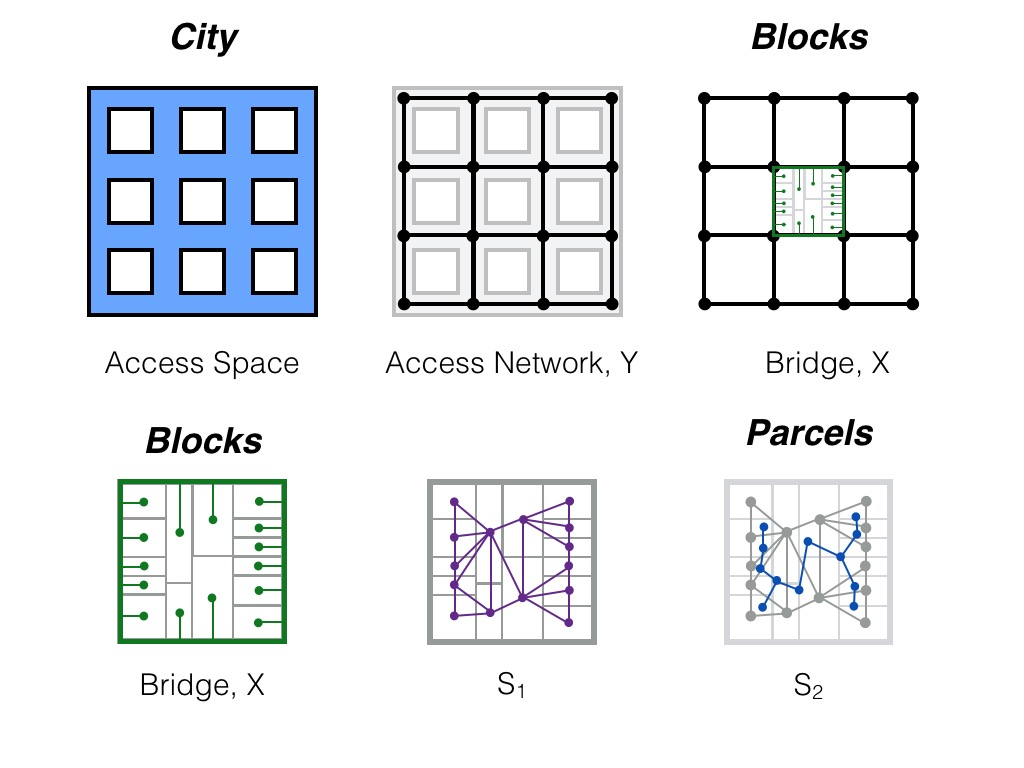 City
Blocks
Access Space
Access Network, Y
Bridge, X
Blocks
Parcels
Bridge, X
S₁
S₂